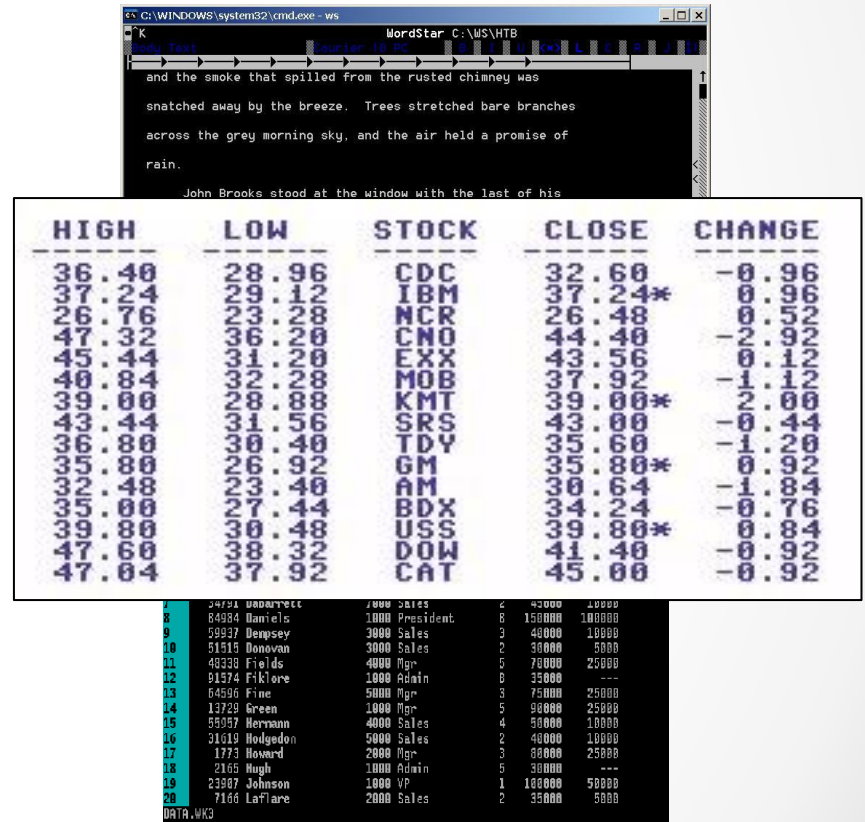 C:\WINDOWS\system32\cmd.exe - ws
^K WordStar C:\WS\HTB
Body Text Courier 10 PC B I U L C R J
and the smoke that spilled from the rusted chimney was
snatched away by the breeze. Trees stretched bare branches
across the grey morning sky, and the air held a promise of
rain.
John Brooks stood at the window with the last of his
HIGH LOW STOCK CLOSE CHANGE
36.40 28.96 CDC 32.60 -0.96
37.24 29.12 IBM 37.24* 0.96
26.76 23.28 NCR 26.48 0.52
47.32 36.20 CNO 44.40 -2.92
45.44 31.20 EXX 43.56 0.12
40.84 32.28 MOB 37.92 -1.12
39.00 28.88 KMT 39.00* 2.00
43.44 31.56 SRS 43.00 -0.44
36.80 30.40 TDY 35.60 -1.20
35.80 26.92 GM 35.80* 0.92
32.48 23.40 AM 30.64 -1.84
35.00 27.44 BDX 34.24 -0.76
39.80 30.48 USS 39.80* 0.84
47.60 38.32 DOW 41.40 -0.92
47.04 37.92 CAT 45.00 -0.92
7 34791 Dabarrett 7000 Sales 2 45000 10000
8 84984 Daniels 1000 President 8 150000 100000
9 59937 Dempsey 3000 Sales 3 40000 10000
10 51515 Donovan 3000 Sales 2 30000 5000
11 48338 Fields 4000 Mgr 5 70000 25000
12 91574 Fiklore 1000 Admin 8 35000 ---
13 64596 Fine 5000 Mgr 3 75000 25000
14 13729 Green 1000 Mgr 5 90000 25000
15 55957 Hermann 4000 Sales 4 50000 10000
16 31619 Hodgedon 5000 Sales 2 40000 10000
17 1773 Howard 2000 Mgr 3 80000 25000
18 2165 Hugh 1000 Admin 5 30000 ---
19 23907 Johnson 1000 VP 1 100000 50000
20 7166 Laflare 2000 Sales 2 35000 5000
DATA.WK3